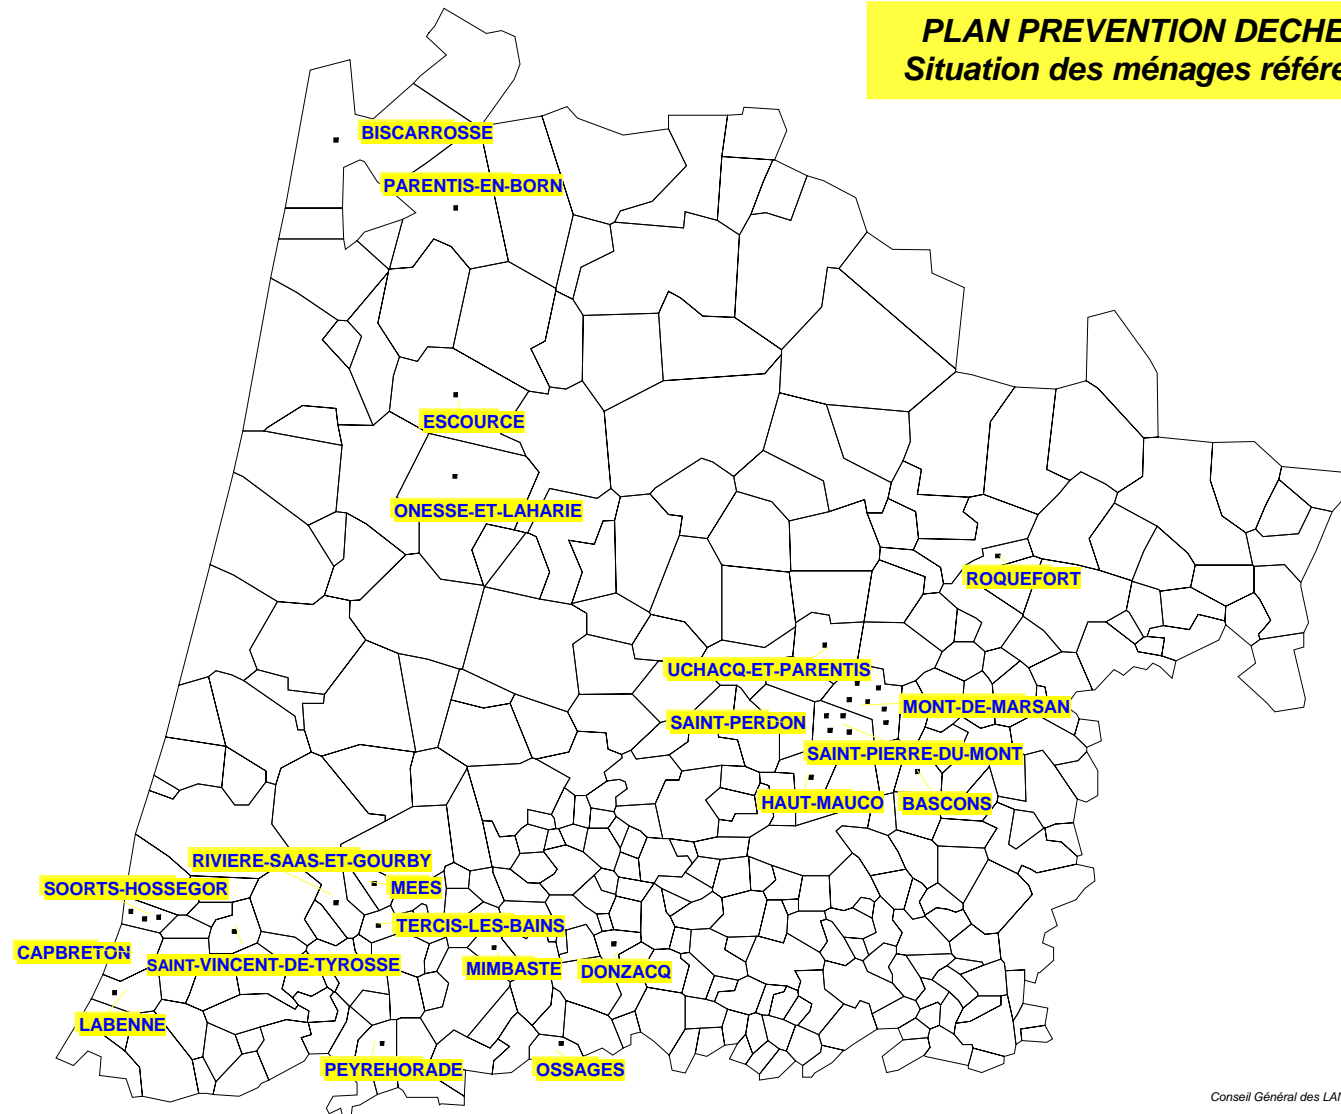 PLAN PREVENTION DECHE
Situation des ménages référe
BISCARROSSE
PARENTIS-EN-BORN
ESCOURCE
ONESSE-ET-LAHARIE
ROQUEFORT
UCHACQ-ET-PARENTIS
MONT-DE-MARSAN
SAINT-PERDON
SAINT-PIERRE-DU-MONT
HAUT-MAUCO
BASCONS
RIVIERE-SAAS-ET-GOURBY
SOORTS-HOSSEGOR
MEES
TERCIS-LES-BAINS
CAPBRETON
SAINT-VINCENT-DE-TYROSSE
MIMBASTE
DONZACQ
LABENNE
PEYREHORADE
OSSAGES
Conseil Général des LAN